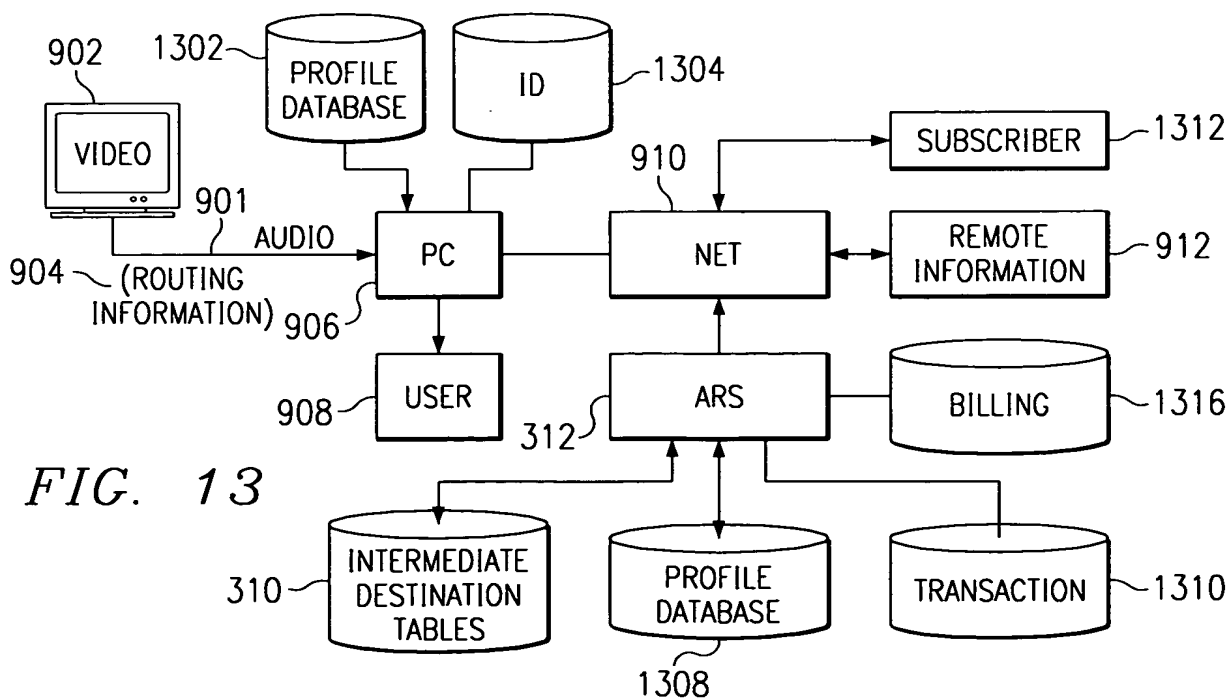 902
1302
PROFILE
DATABASE
ID
1304
VIDEO
901
AUDIO
904
(ROUTING
INFORMATION)
PC
906
910
NET
SUBSCRIBER
1312
REMOTE
INFORMATION
912
USER
908
ARS
312
BILLING
1316
FIG. 13
310
INTERMEDIATE
DESTINATION
TABLES
PROFILE
DATABASE
1308
TRANSACTION
1310